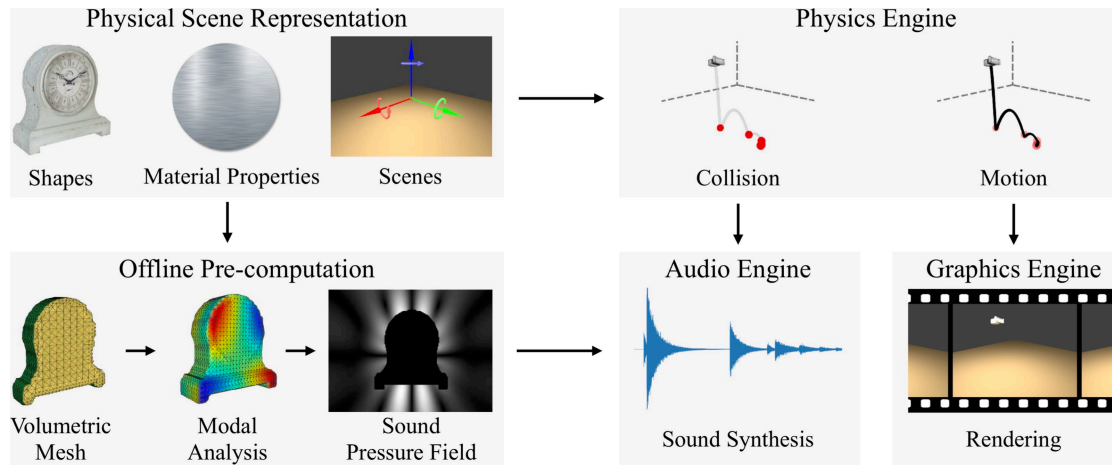 Physical Scene Representation
Physics Engine
Shapes
Material Properties
Scenes
Collision
Motion
Offline Pre-computation
Audio Engine
Graphics Engine
Volumetric
Mesh
Modal
Analysis
Sound
Pressure Field
Sound Synthesis
Rendering